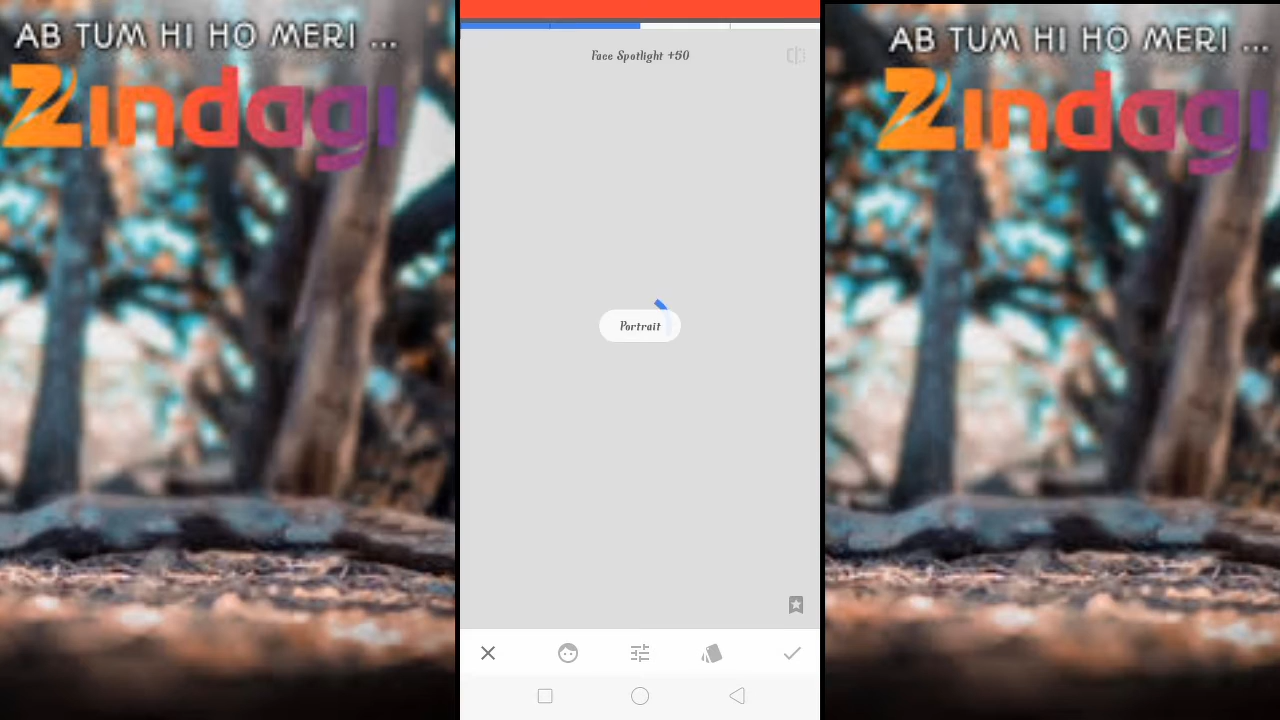 AB TUM HI HO MERI ...
Zindagi
Face Spotlight +50
Portrait
AB TUM HI HO MERI ...
Zindagi